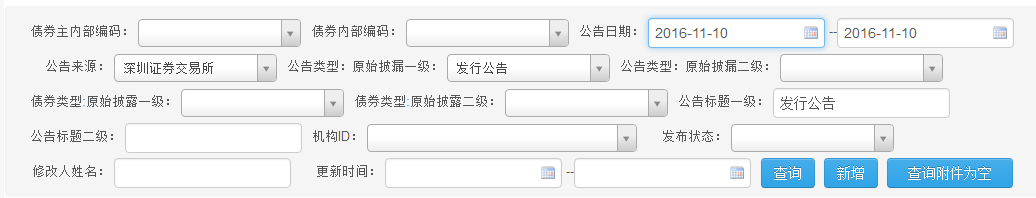 债券主内部编码： 债券内部编码： 公告日期： 2016-11-10 -- 2016-11-10
公告来源： 深圳证券交易所 公告类型：原始披漏一级： 发行公告 公告类型：原始披漏二级：
债券类型:原始披露一级： 债券类型:原始披露二级： 公告标题一级： 发行公告
公告标题二级： 机构ID： 发布状态：
修改人姓名： 更新时间： -- 查询 新增 查询附件为空